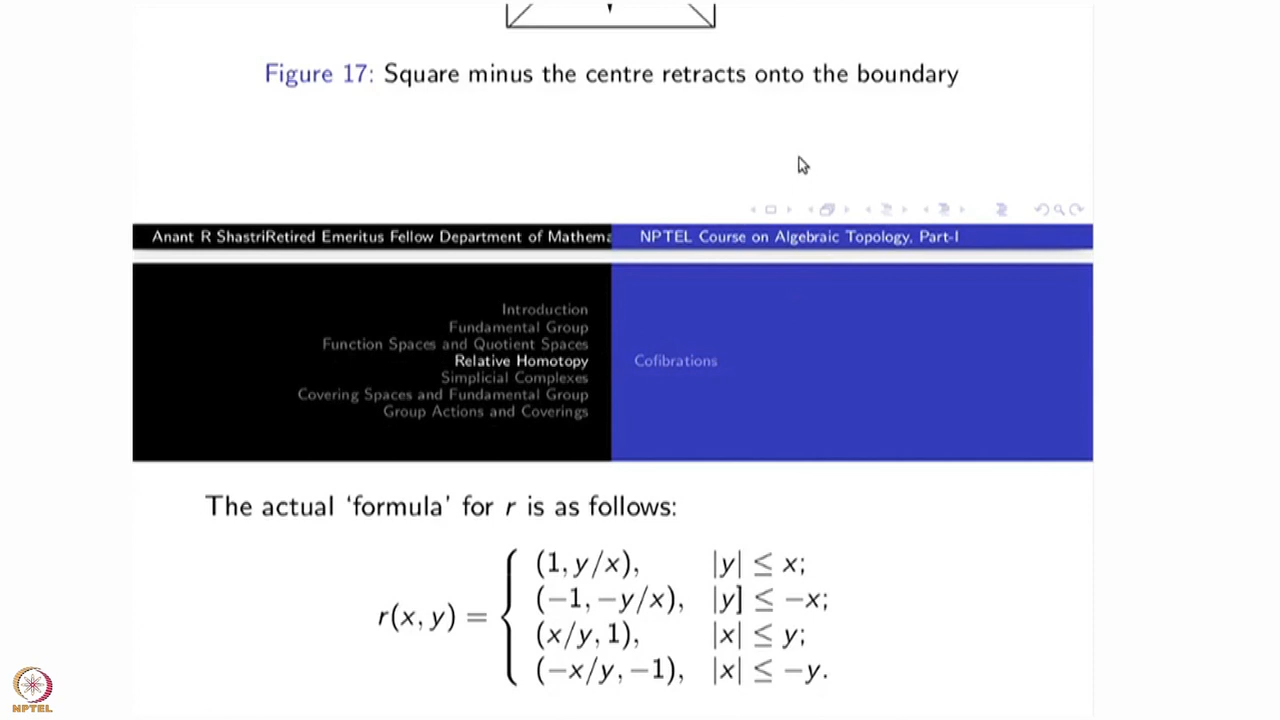 Figure 17: Square minus the centre retracts onto the boundary
Anant R ShastriRetired Emeritus Fellow Department of Mathema
NPTEL Course on Algebraic Topology, Part-I
Introduction
Fundamental Group
Function Spaces and Quotient Spaces
Relative Homotopy
Cofibrations
Simplicial Complexes
Covering Spaces and Fundamental Group
Group Actions and Coverings
The actual ‘formula’ for r is as follows:
r(x, y) =
(1, y/x), |y| ≤ x;
(−1, −y/x), |y] ≤ −x;
(x/y, 1), |x| ≤ y;
(−x/y, −1), |x| ≤ −y.
NPTEL